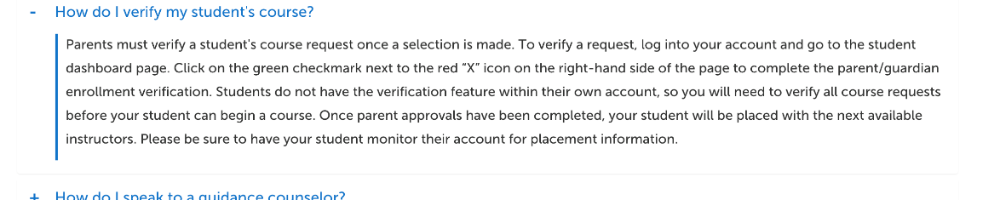 - How do I verify my student's course?
Parents must verify a student's course request once a selection is made. To verify a request, log into your account and go to the student
dashboard page. Click on the green checkmark next to the red “X” icon on the right-hand side of the page to complete the parent/guardian
enrollment verification. Students do not have the verification feature within their own account, so you will need to verify all course requests
before your student can begin a course. Once parent approvals have been completed, your student will be placed with the next available
instructors. Please be sure to have your student monitor their account for placement information.
+ How do I speak to a guidance counselor?